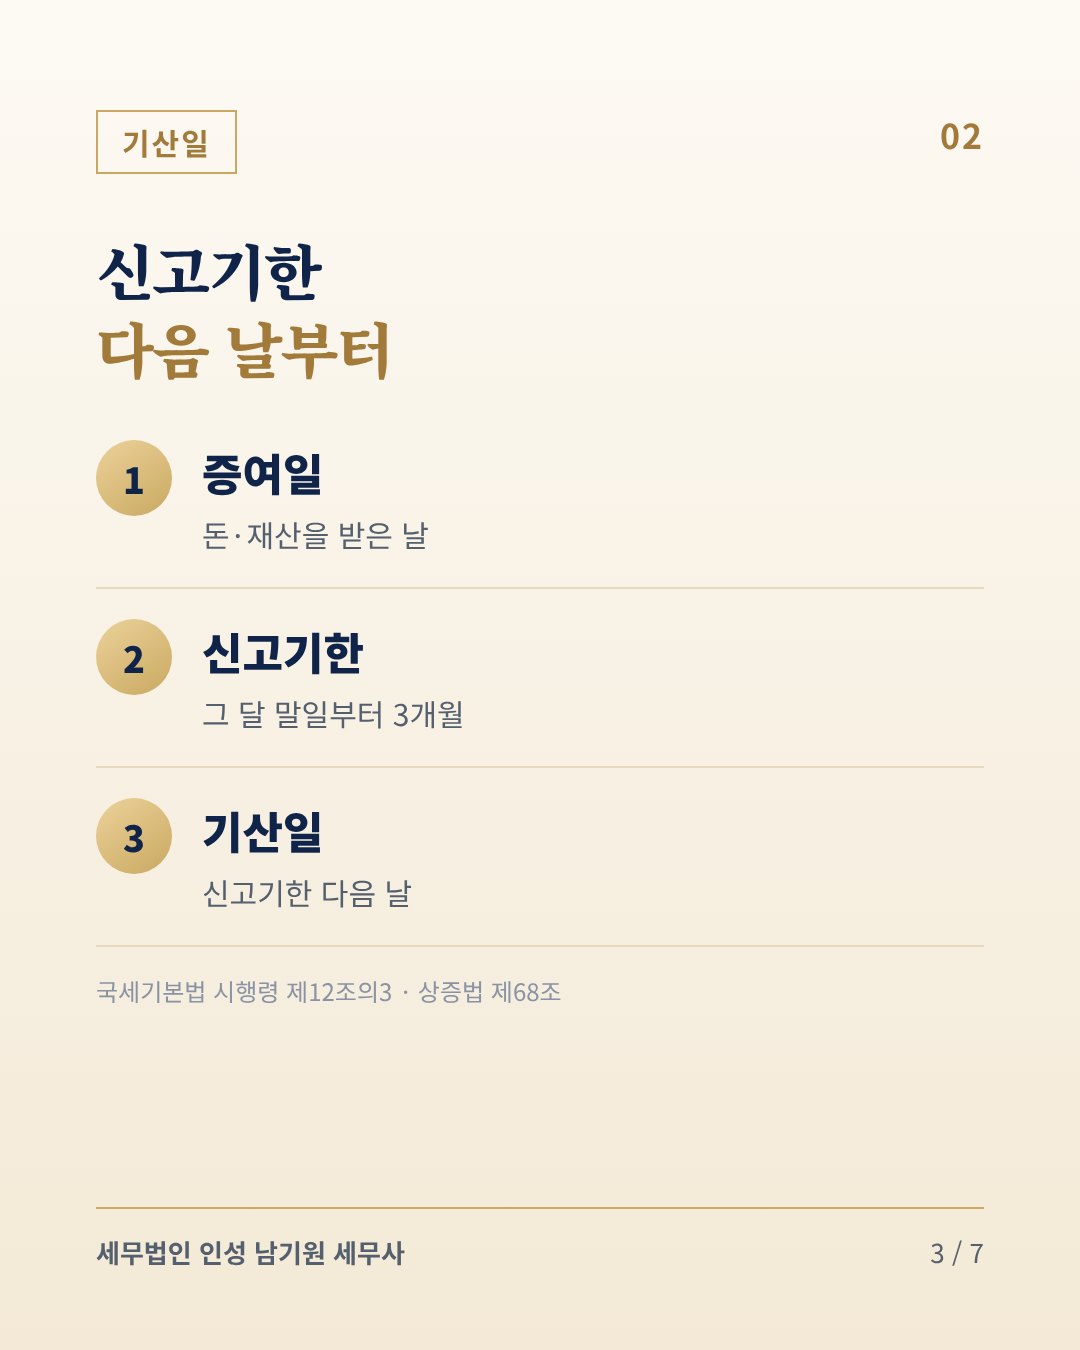 기산일
02
신고기한
다음 날부터
1
증여일
돈·재산을 받은 날
2
신고기한
그 달 말일부터 3개월
3
기산일
신고기한 다음 날
국세기본법 시행령 제12조의3 · 상증법 제68조
세무법인 인성 남기원 세무사
3 / 7